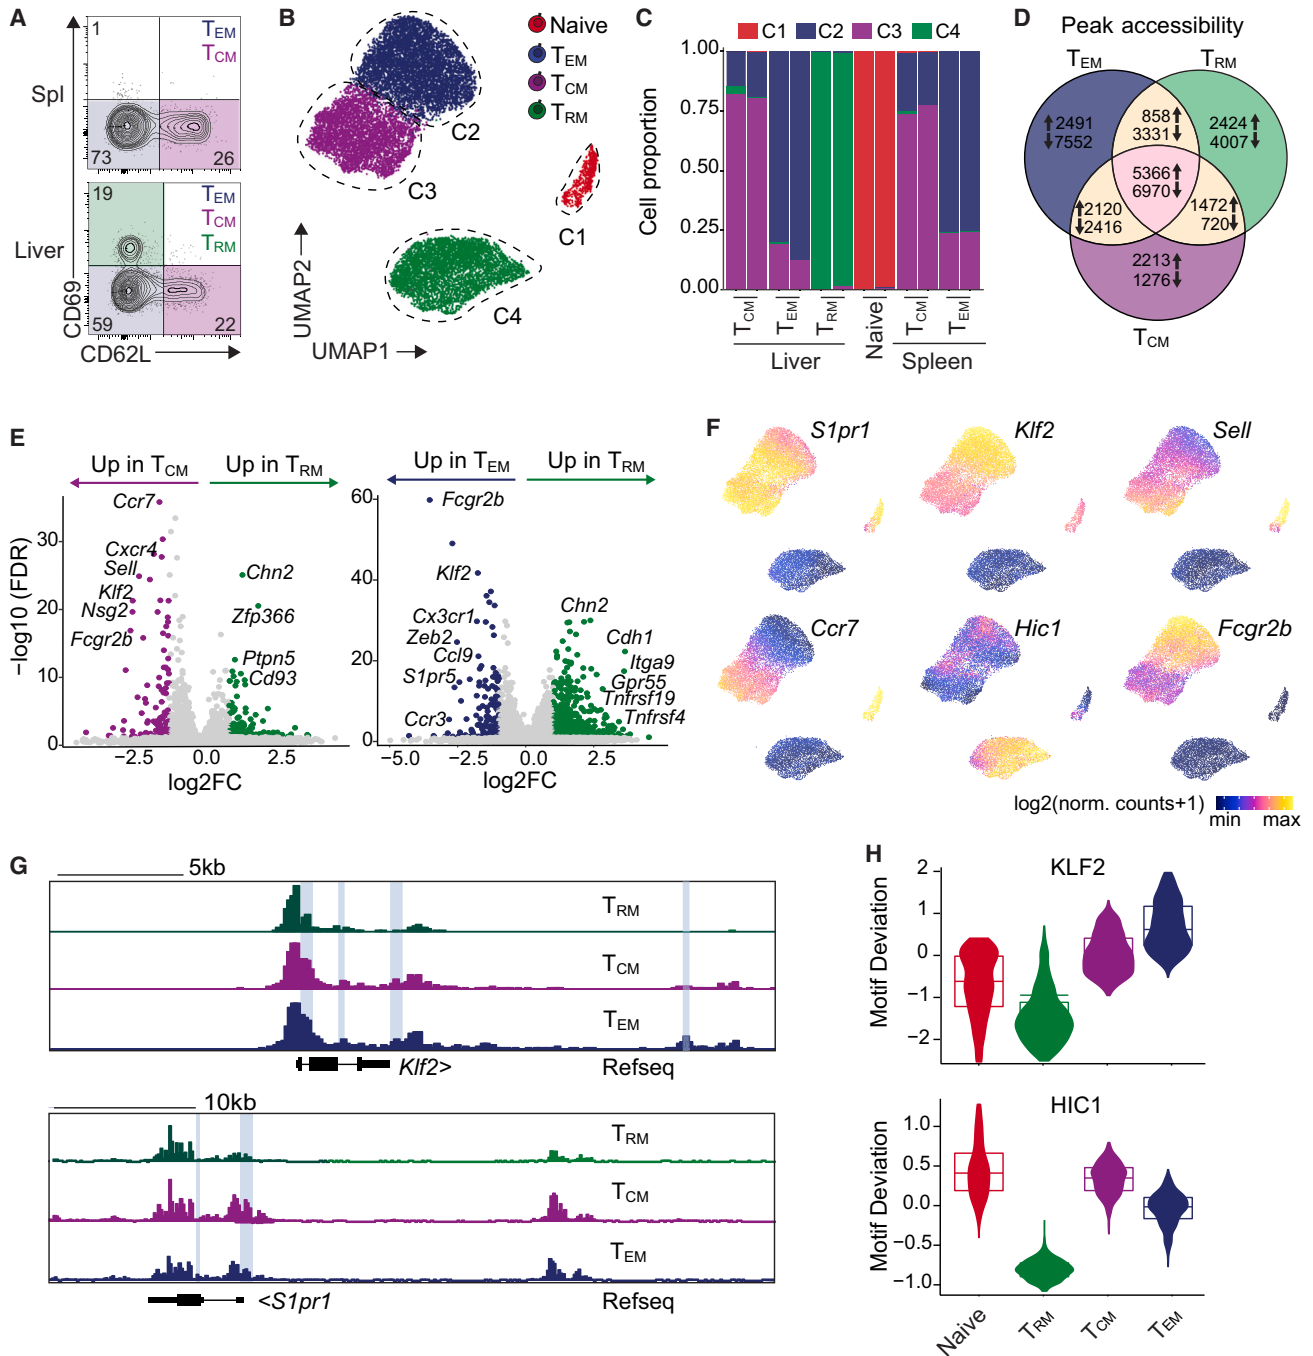 A
1
TEM
TCM
Spl
73
26
19
TEM
TCM
TRM
Liver
59
22
CD69
CD62L
B
Naive
TEM
TCM
TRM
C2
C3
C1
C4
UMAP2
UMAP1
C
C1 C2 C3 C4
Cell proportion
1.00
0.75
0.50
0.25
0.00
TCM TEM TRM Naive TCM TEM
Liver Spleen
D
Peak accessibility
TEM TRM
↑2491
↓7552
858↑
3331↓
2424↑
4007↓
5366↑
6970↓
↑2120
↓2416
1472↑
720↓
2213↑
1276↓
TCM
E
Up in TCM Up in TRM
−log10 (FDR)
30
20
10
0
Ccr7
Cxcr4
Sell
Klf2
Nsg2
Fcgr2b
Chn2
Zfp366
Ptpn5
Cd93
−2.5 0.0 2.5
log2FC
Up in TEM Up in TRM
60
40
20
0
Fcgr2b
Klf2
Cx3cr1
Zeb2
Ccl9
S1pr5
Ccr3
Chn2
Cdh1
Itga9
Gpr55
Tnfrsf19
Tnfrsf4
−5.0 −2.5 0.0 2.5
log2FC
F
S1pr1 Klf2 Sell
Ccr7 Hic1 Fcgr2b
log2(norm. counts+1)
min max
G
5kb
TRM
TCM
TEM
Klf2> Refseq
10kb
TRM
TCM
TEM
<S1pr1 Refseq
H
KLF2
Motif Deviation
2
1
0
−1
−2
HIC1
Motif Deviation
1.0
0.5
0.0
−0.5
−1.0
Naive TRM TCM TEM